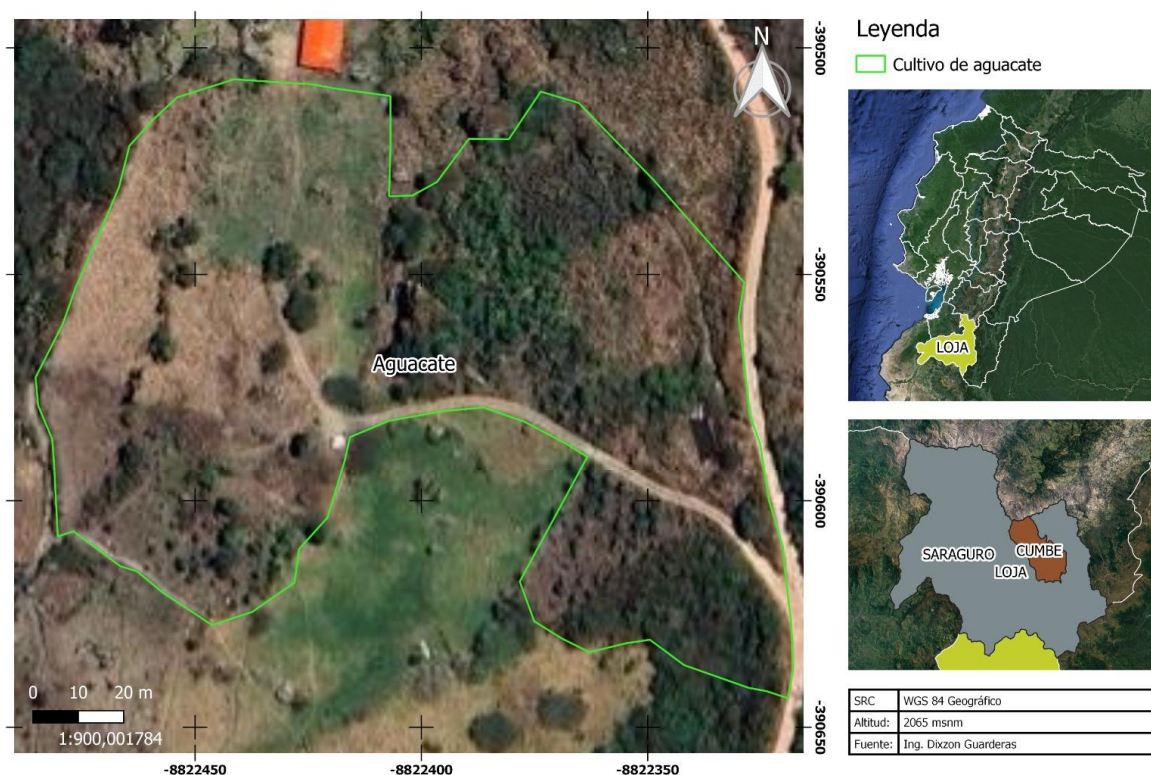 N
-390500
-390550
-390600
-390650
Aguacate
0 10 20 m
1:900,001784
-8822450
-8822400
-8822350
Leyenda
Cultivo de aguacate
LOJA
SARAGURO
CUMBE
LOJA
SRC WGS 84 Geográfico
Altitud: 2065 msnm
Fuente: Ing. Dixzon Guarderas